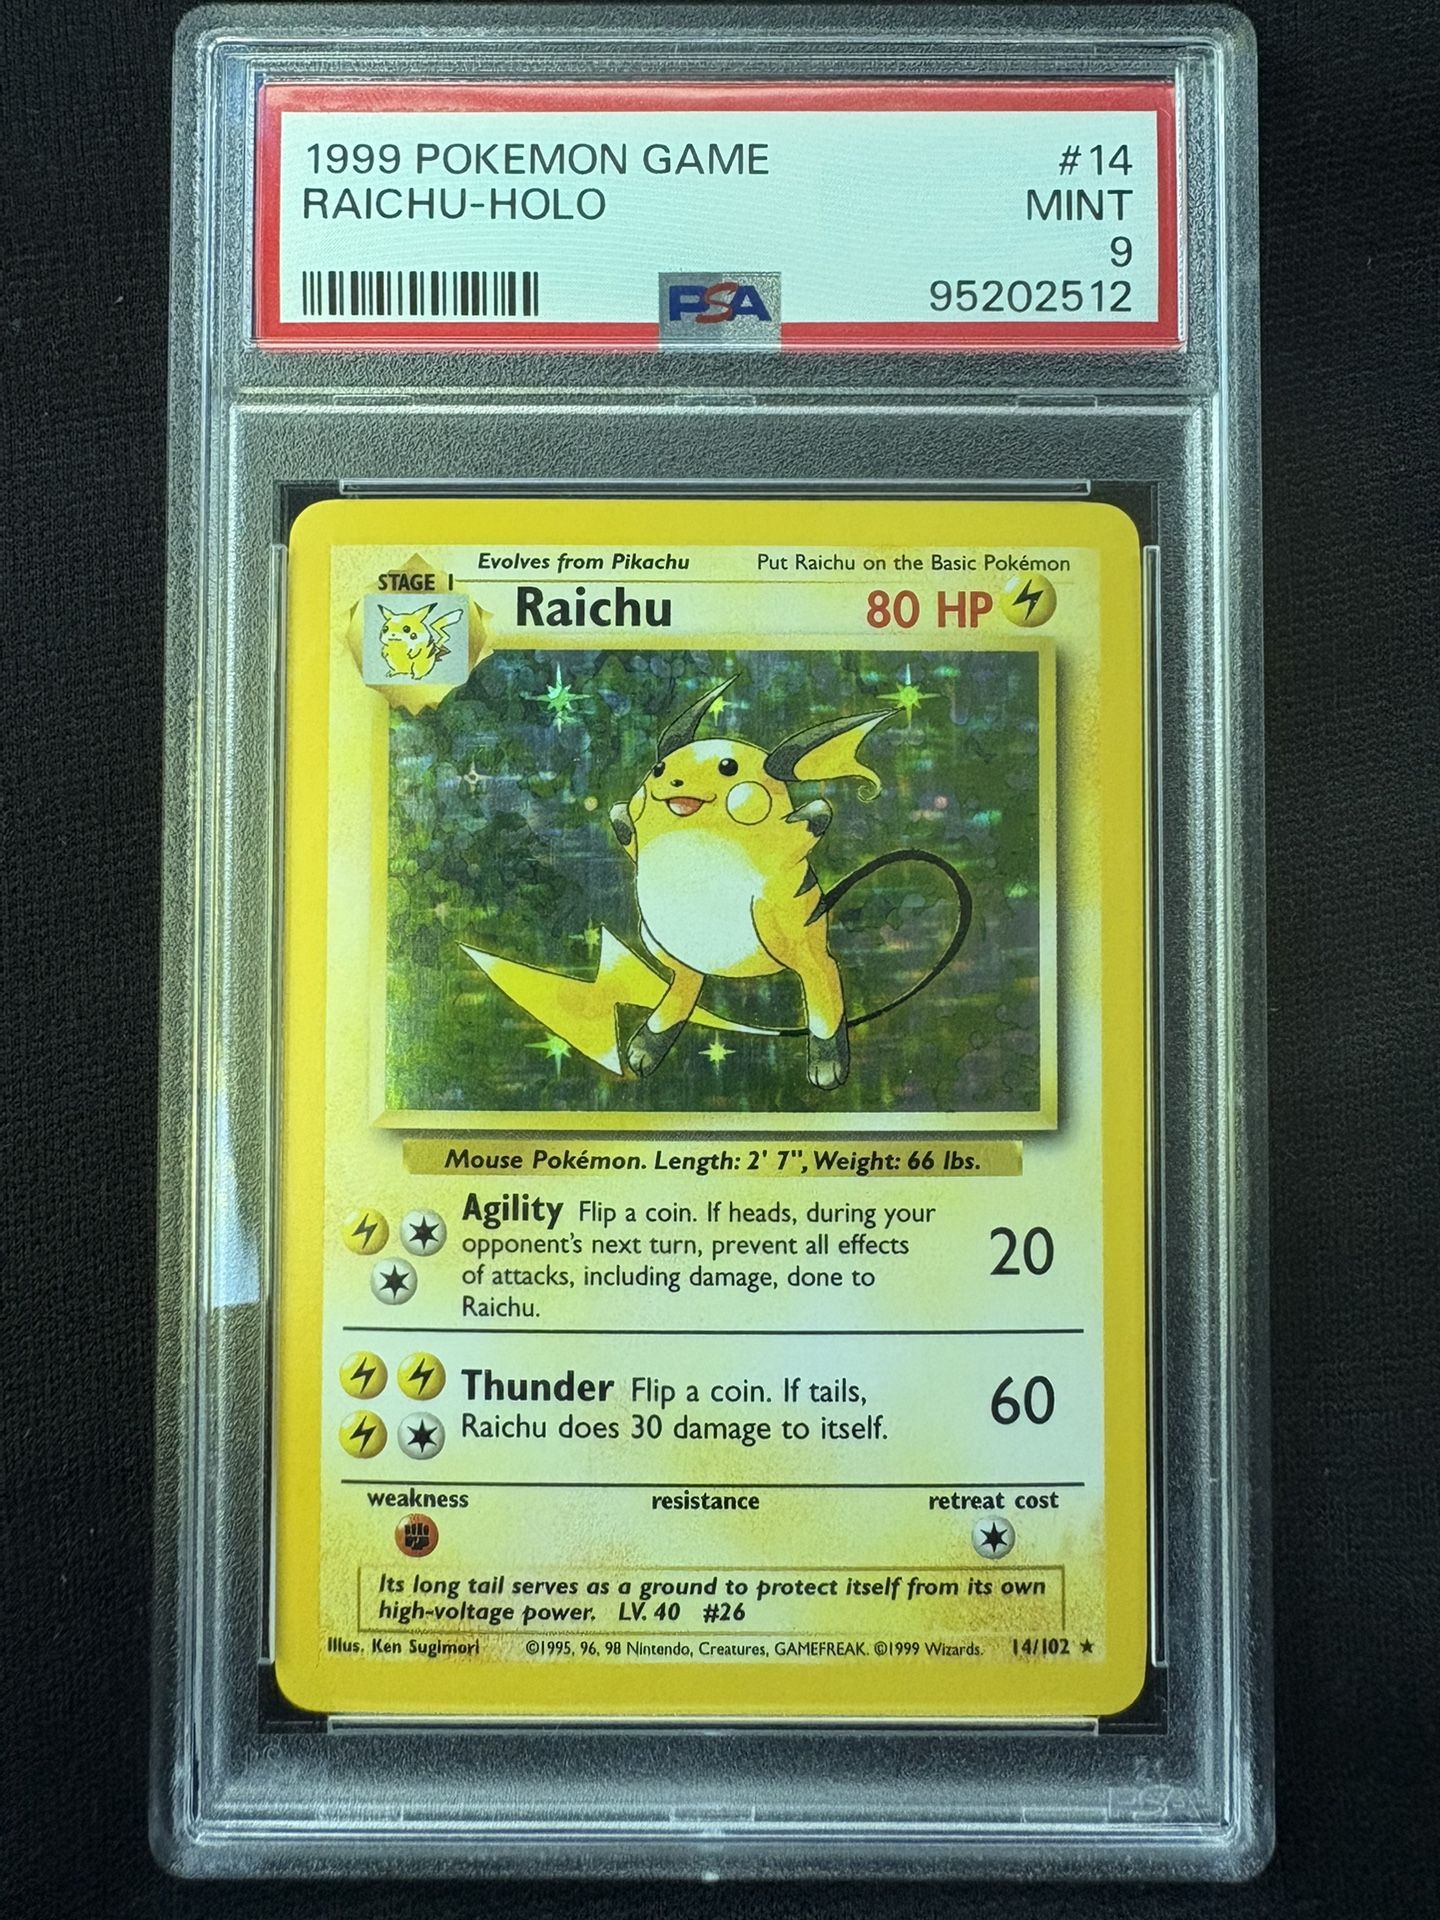 1999 POKEMON GAME #14
RAICHU-HOLO MINT
9
PSA 95202512
Evolves from Pikachu Put Raichu on the Basic Pokémon
STAGE 1
Raichu 80 HP
Mouse Pokémon. Length: 2' 7", Weight: 66 lbs.
Agility Flip a coin. If heads, during your
opponent's next turn, prevent all effects
of attacks, including damage, done to
Raichu.
20
Thunder Flip a coin. If tails,
Raichu does 30 damage to itself.
60
weakness resistance retreat cost
Its long tail serves as a ground to protect itself from its own
high-voltage power. LV. 40 #26
Illus. Ken Sugimori ©1995, 96, 98 Nintendo, Creatures, GAMEFREAK. ©1999 Wizards. 14/102 ★
PSA